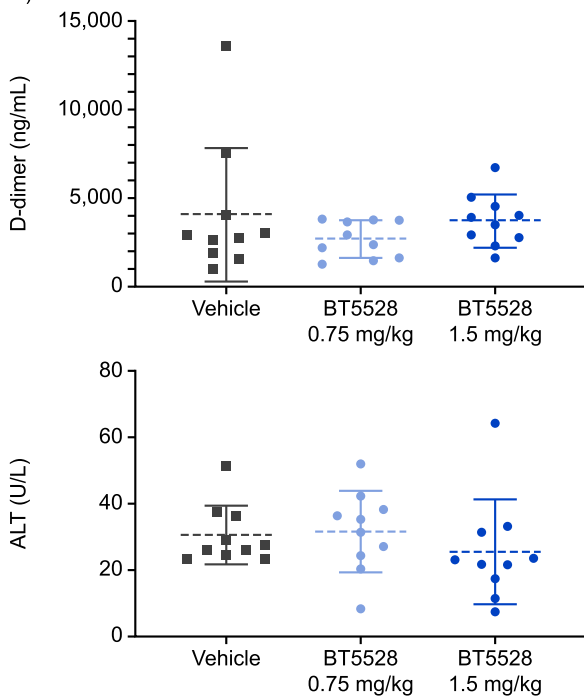 )
D-dimer (ng/mL)
15,000
10,000
5,000
0
Vehicle
BT5528
0.75 mg/kg
BT5528
1.5 mg/kg
ALT (U/L)
80
60
40
20
0
Vehicle
BT5528
0.75 mg/kg
BT5528
1.5 mg/kg